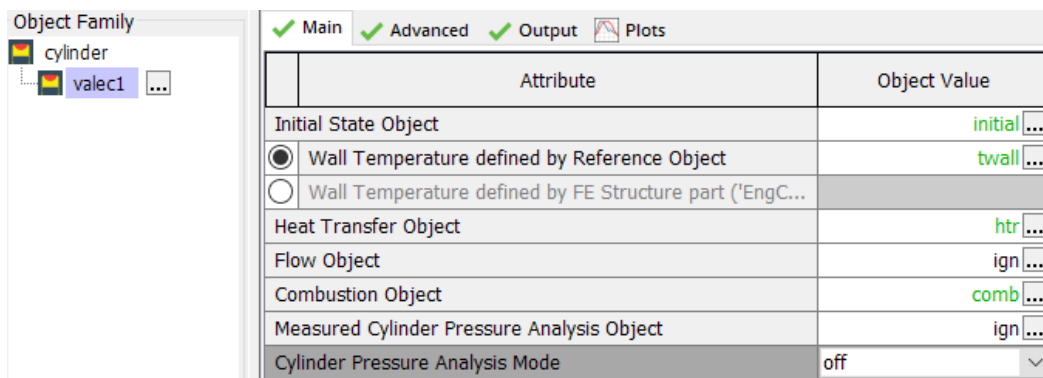 Object Family
cylinder
valec1 ...
Main Advanced Output Plots
Attribute Object Value
Initial State Object initial ...
Wall Temperature defined by Reference Object twall ...
Wall Temperature defined by FE Structure part ('EngC...
Heat Transfer Object htr ...
Flow Object ign ...
Combustion Object comb ...
Measured Cylinder Pressure Analysis Object ign ...
Cylinder Pressure Analysis Mode off